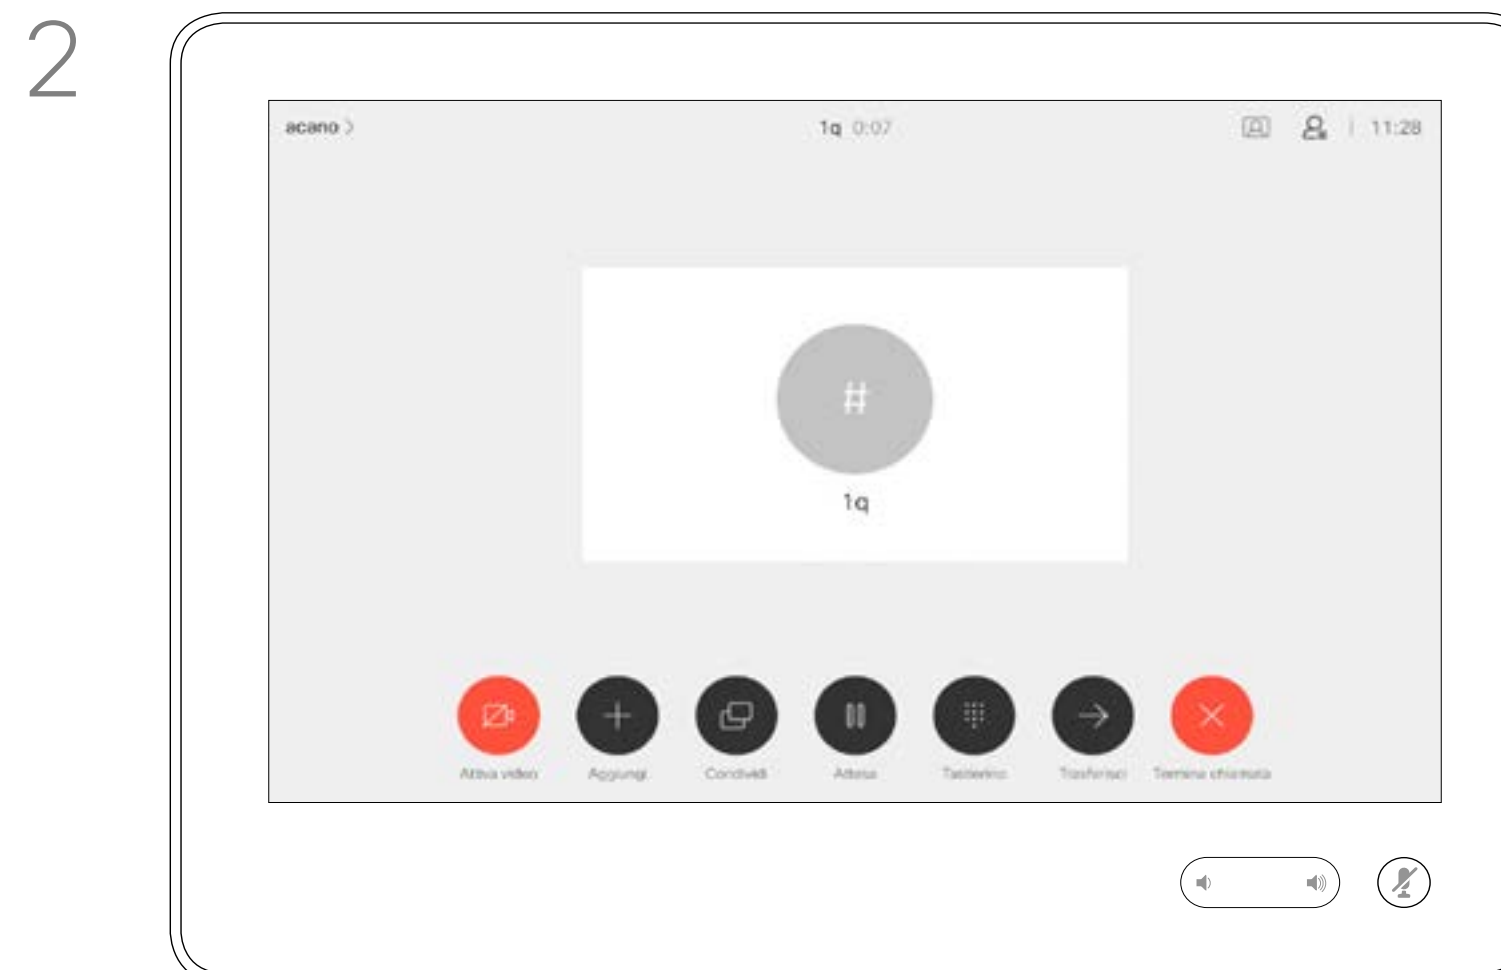 2
acano
1q 0:07
11:28
#
1q
Attiva video Aggiungi Condividi Attesa Tastierino Trasferisci Termina chiamata